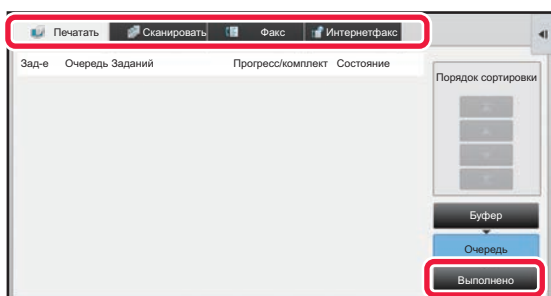 Печатать Сканировать Факс Интернетфакс
Зад-е Очередь Заданий Прогресс/комплект Состояние
Порядок сортировки
Буфер
Очередь
Выполнено